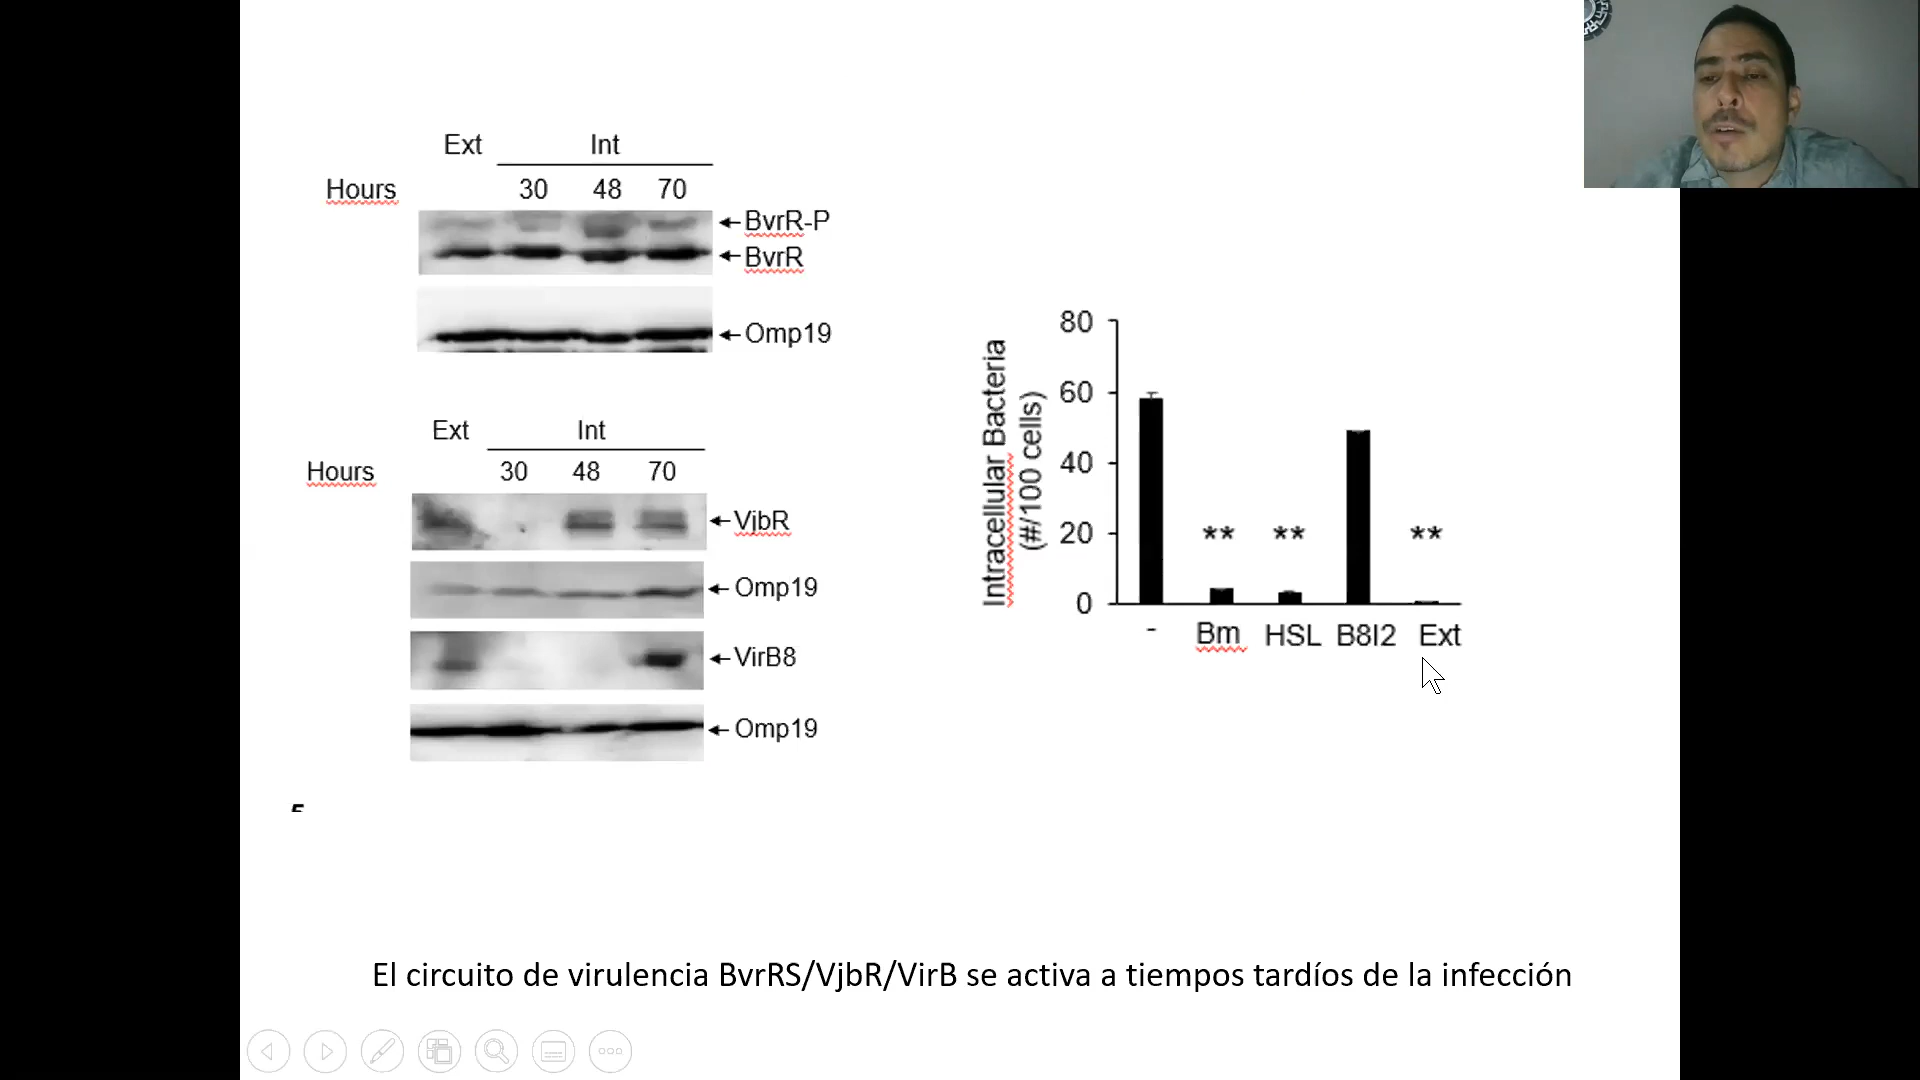 Ext Int
Hours 30 48 70
BvrR-P
BvrR
Omp19
Ext Int
Hours 30 48 70
VjbR
Omp19
VirB8
Omp19
Intracellular Bacteria
(#/100 cells)
80
60
40
20
0
** ** **
- Bm HSL B8I2 Ext
El circuito de virulencia BvrRS/VjbR/VirB se activa a tiempos tardíos de la infección